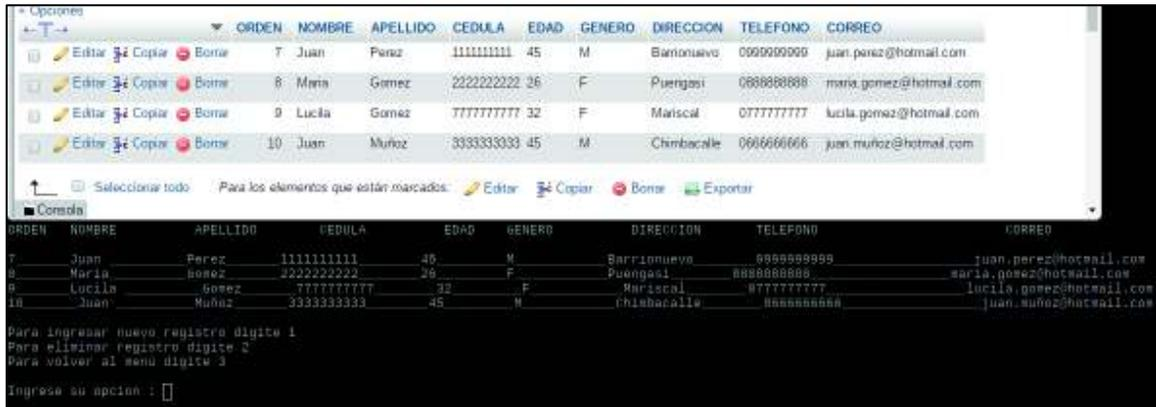 + Opciones
ORDEN NOMBRE APELLIDO CEDULA EDAD GENERO DIRECCION TELEFONO CORREO
Editar Copiar Borrar 7 Juan Perez 1111111111 45 M Barrionuevo 0999999999 juan.perez@hotmail.com
Editar Copiar Borrar 8 Maria Gomez 2222222222 26 F Puengasi 0888888888 maria.gomez@hotmail.com
Editar Copiar Borrar 9 Lucila Gomez 7777777777 32 F Mariscal 0777777777 lucila.gomez@hotmail.com
Editar Copiar Borrar 10 Juan Muñoz 3333333333 45 M Chimbacalle 0666666666 juan.muñoz@hotmail.com
Seleccionar todo Para los elementos que están marcados: Editar Copiar Borrar Exportar
Consola
ORDEN NOMBRE APELLIDO CEDULA EDAD GENERO DIRECCION TELEFONO CORREO
7 Juan Perez 1111111111 45 M Barrionuevo 9999999999 juan.perez@hotmail.com
8 Maria Gomez 2222222222 26 F Puengasi 0888888888 maria.gomez@hotmail.com
9 Lucila Gomez 7777777777 32 F Mariscal 0777777777 lucila.gomez@hotmail.com
10 Juan Muñoz 3333333333 45 M Chimbacalle 0666666666 juan.muñoz@hotmail.com
Para ingresar nuevo registro digite 1
Para eliminar registro digite 2
Para volver al menú digite 3
Ingrese su opcion :